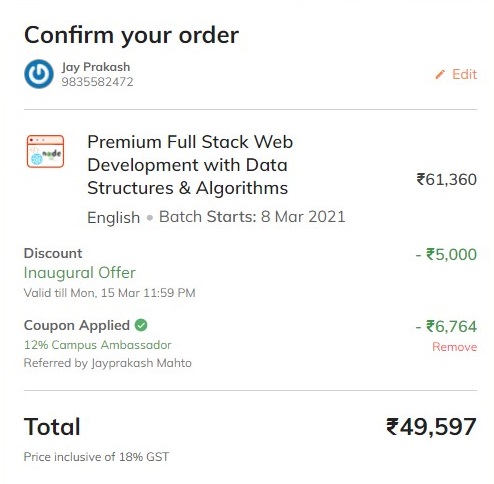 Confirm your order
Jay Prakash
9835582472
Edit
Premium Full Stack Web
Development with Data
Structures & Algorithms
₹61,360
English • Batch Starts: 8 Mar 2021
Discount
- ₹5,000
Inaugural Offer
Valid till Mon, 15 Mar 11:59 PM
Coupon Applied
- ₹6,764
12% Campus Ambassador
Remove
Referred by Jayprakash Mahto
Total
₹49,597
Price inclusive of 18% GST